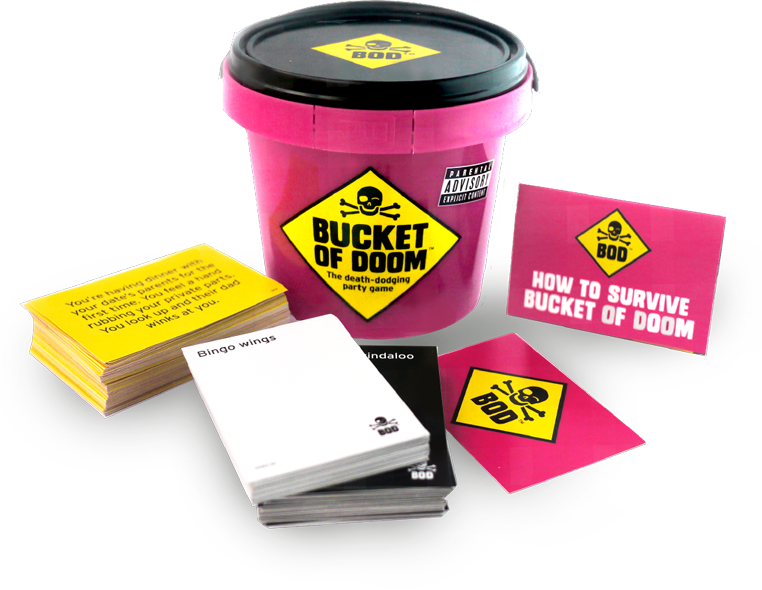 BOD
PARENTAL
ADVISORY
EXPLICIT CONTENT
BUCKET
OF DOOM™
The death-dodging
party game
BOD
HOW TO SURVIVE
BUCKET OF DOOM
You're having dinner with
your date's parents for the
first time. You feel a hand
rubbing your private parts.
You look up and their dad
winks at you.
Bingo wings
BOD
indaloo
BOD
BOD